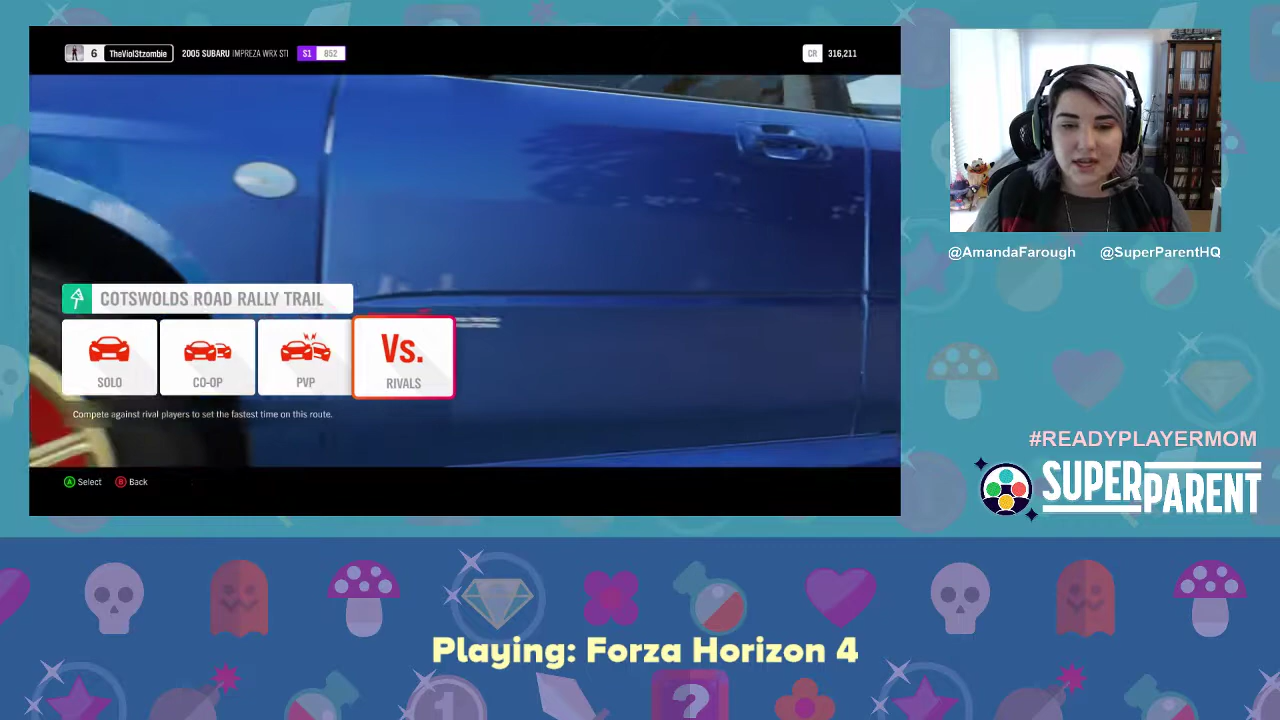 6 TheViol3tzombie 2005 SUBARU IMPREZA WRX STI S1 852 CR 316,211
COTSWOLDS ROAD RALLY TRAIL
SOLO CO-OP PVP Vs. RIVALS
Compete against rival players to set the fastest time on this route.
A Select B Back
@AmandaFarough @SuperParentHQ
#READYPLAYERMOM
SUPERPARENT
Playing: Forza Horizon 4
1 ?